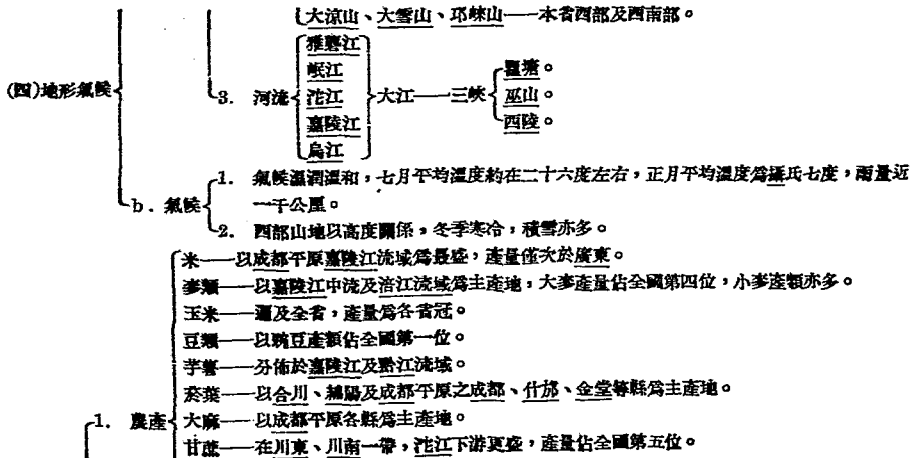 大涼山、大雪山、邛崍山——本省西部及西南部。
雅礱江
岷江
沱江
嘉陵江
烏江
(四)地形氣候
3. 河流
大江——三峽
瞿塘。
巫山。
西陵。
b. 氣候
1. 氣候濕潤溫和，七月平均溫度約在二十六度左右，正月平均溫度爲攝氏七度，雨量近
一千公厘。
2. 西部山地以高度關係，冬季寒冷，積雪亦多。
1. 農產
米——以成都平原嘉陵江流域爲最盛，產量僅次於廣東。
麥類——以嘉陵江中流及涪江流域爲主產地，大麥產量佔全國第四位，小麥產額亦多。
玉米——遍及全省，產量爲各省冠。
豆類——以豌豆產額佔全國第一位。
芋薯——分佈於嘉陵江及黔江流域。
菸葉——以合川、綿陽及成都平原之成都、什邡、金堂等縣爲主產地。
大麻——以成都平原各縣爲主產地。
甘蔗——在川東、川南一帶，沱江下游更盛，產量佔全國第五位。